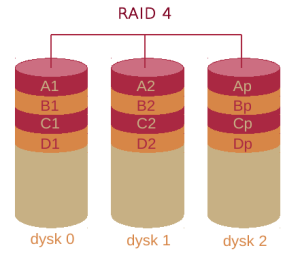 RAID 4
A1 A2 Ap
B1 B2 Bp
C1 C2 Cp
D1 D2 Dp
dysk 0 dysk 1 dysk 2